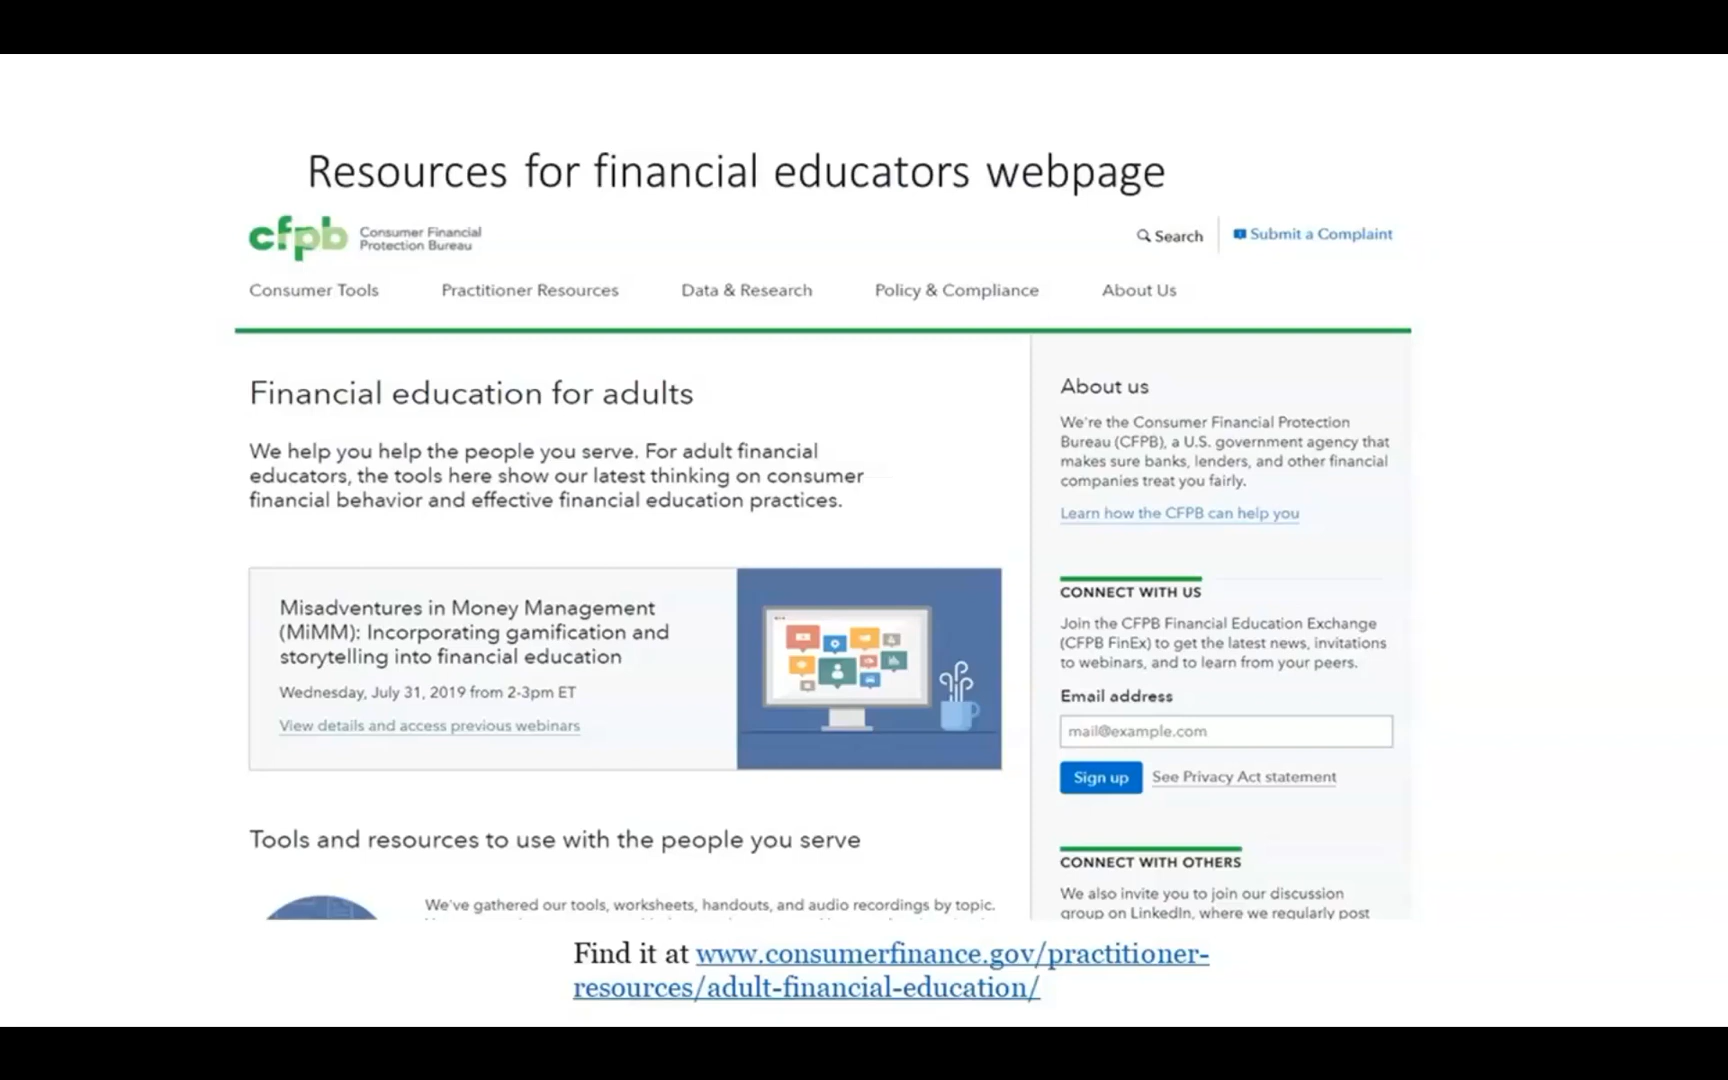 Resources for financial educators webpage
cfpb Consumer Financial
Protection Bureau
Search
Submit a Complaint
Consumer Tools
Practitioner Resources
Data & Research
Policy & Compliance
About Us
Financial education for adults
We help you help the people you serve. For adult financial
educators, the tools here show our latest thinking on consumer
financial behavior and effective financial education practices.
Misadventures in Money Management
(MiMM): Incorporating gamification and
storytelling into financial education
Wednesday, July 31, 2019 from 2-3pm ET
View details and access previous webinars
Tools and resources to use with the people you serve
We've gathered our tools, worksheets, handouts, and audio recordings by topic.
About us
We're the Consumer Financial Protection
Bureau (CFPB), a U.S. government agency that
makes sure banks, lenders, and other financial
companies treat you fairly.
Learn how the CFPB can help you
CONNECT WITH US
Join the CFPB Financial Education Exchange
(CFPB FinEx) to get the latest news, invitations
to webinars, and to learn from your peers.
Email address
mail@example.com
Sign up
See Privacy Act statement
CONNECT WITH OTHERS
We also invite you to join our discussion
group on LinkedIn, where we regularly post
Find it at www.consumerfinance.gov/practitioner-
resources/adult-financial-education/